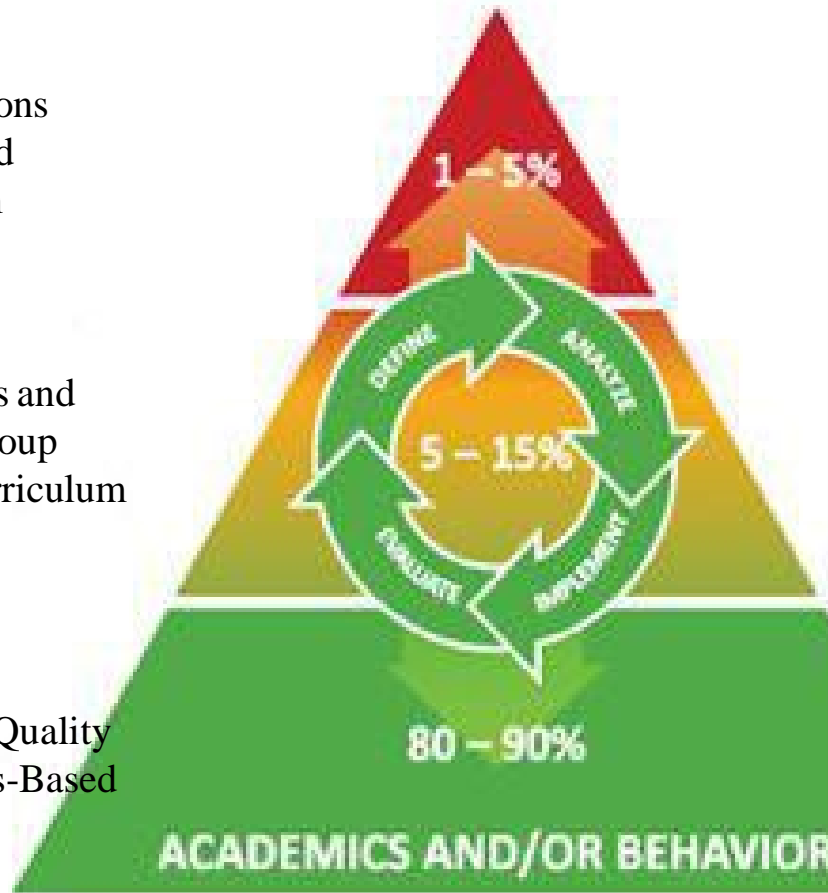 ons
d
1 – 5%
DEFINE
ANALYZE
s and
oup
rriculum
5 – 15%
EVALUATE
IMPLEMENT
Quality
s-Based
80 – 90%
ACADEMICS AND/OR BEHAVIOR